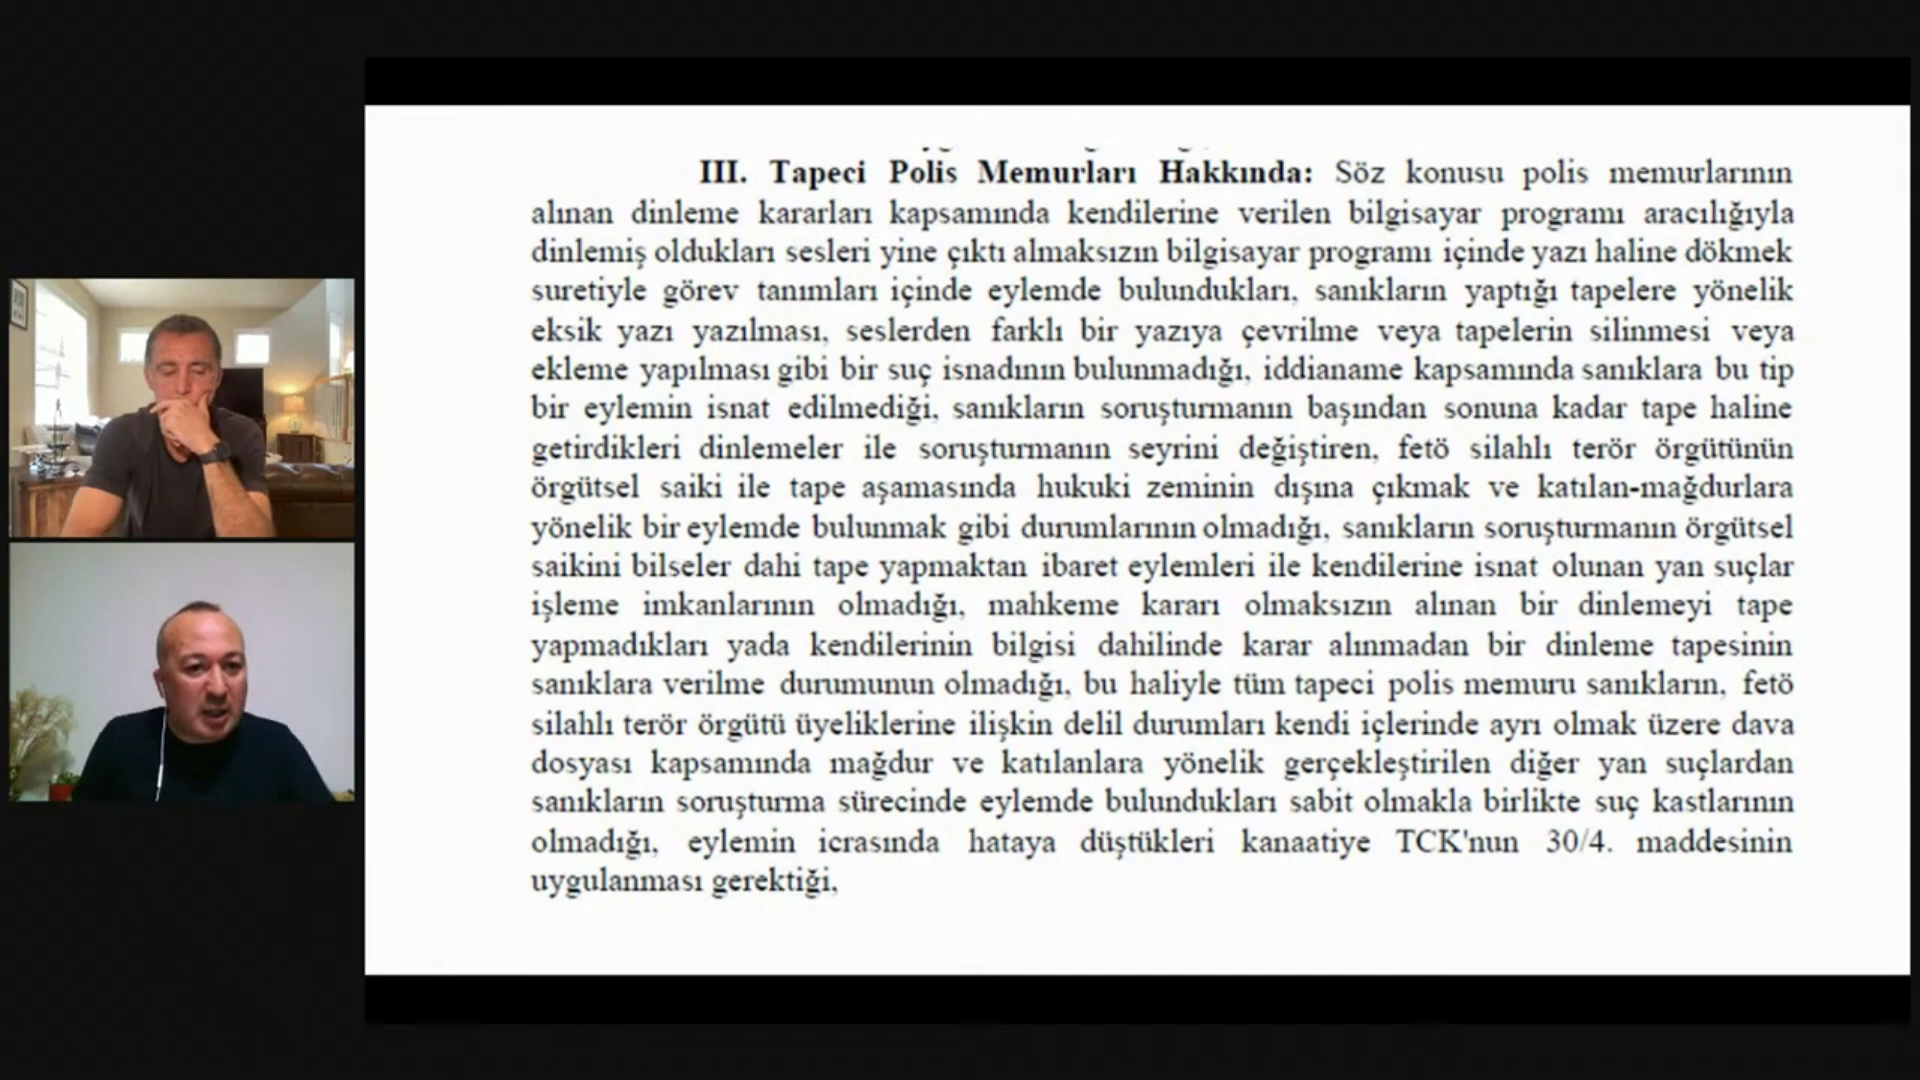 III. Tapeci Polis Memurları Hakkında: Söz konusu polis memurlarının
alınan dinleme kararları kapsamında kendilerine verilen bilgisayar programı aracılığıyla
dinlemiş oldukları sesleri yine çıktı almaksızın bilgisayar programı içinde yazı haline dökmek
suretiyle görev tanımları içinde eylemde bulundukları, sanıkların yaptığı tapelere yönelik
eksik yazı yazılması, seslerden farklı bir yazıya çevrilme veya tapelerin silinmesi veya
ekleme yapılması gibi bir suç isnadının bulunmadığı, iddianame kapsamında sanıklara bu tip
bir eylemin isnat edilmediği, sanıkların soruşturmanın başından sonuna kadar tape haline
getirdikleri dinlemeler ile soruşturmanın seyrini değiştiren, fetö silahlı terör örgütünün
örgütsel saiki ile tape aşamasında hukuki zeminin dışına çıkmak ve katılan-mağdurlara
yönelik bir eylemde bulunmak gibi durumlarının olmadığı, sanıkların soruşturmanın örgütsel
saikini bilseler dahi tape yapmaktan ibaret eylemleri ile kendilerine isnat olunan yan suçlar
işleme imkanlarının olmadığı, mahkeme kararı olmaksızın alınan bir dinlemeyi tape
yapmadıkları yada kendilerinin bilgisi dahilinde karar alınmadan bir dinleme tapesinin
sanıklara verilme durumunun olmadığı, bu haliyle tüm tapeci polis memuru sanıkların, fetö
silahlı terör örgütü üyeliklerine ilişkin delil durumları kendi içlerinde ayrı olmak üzere dava
dosyası kapsamında mağdur ve katılanlara yönelik gerçekleştirilen diğer yan suçlardan
sanıkların soruşturma sürecinde eylemde bulundukları sabit olmakla birlikte suç kastlarının
olmadığı, eylemin icrasında hataya düştükleri kanaatiye TCK'nun 30/4. maddesinin
uygulanması gerektiği,